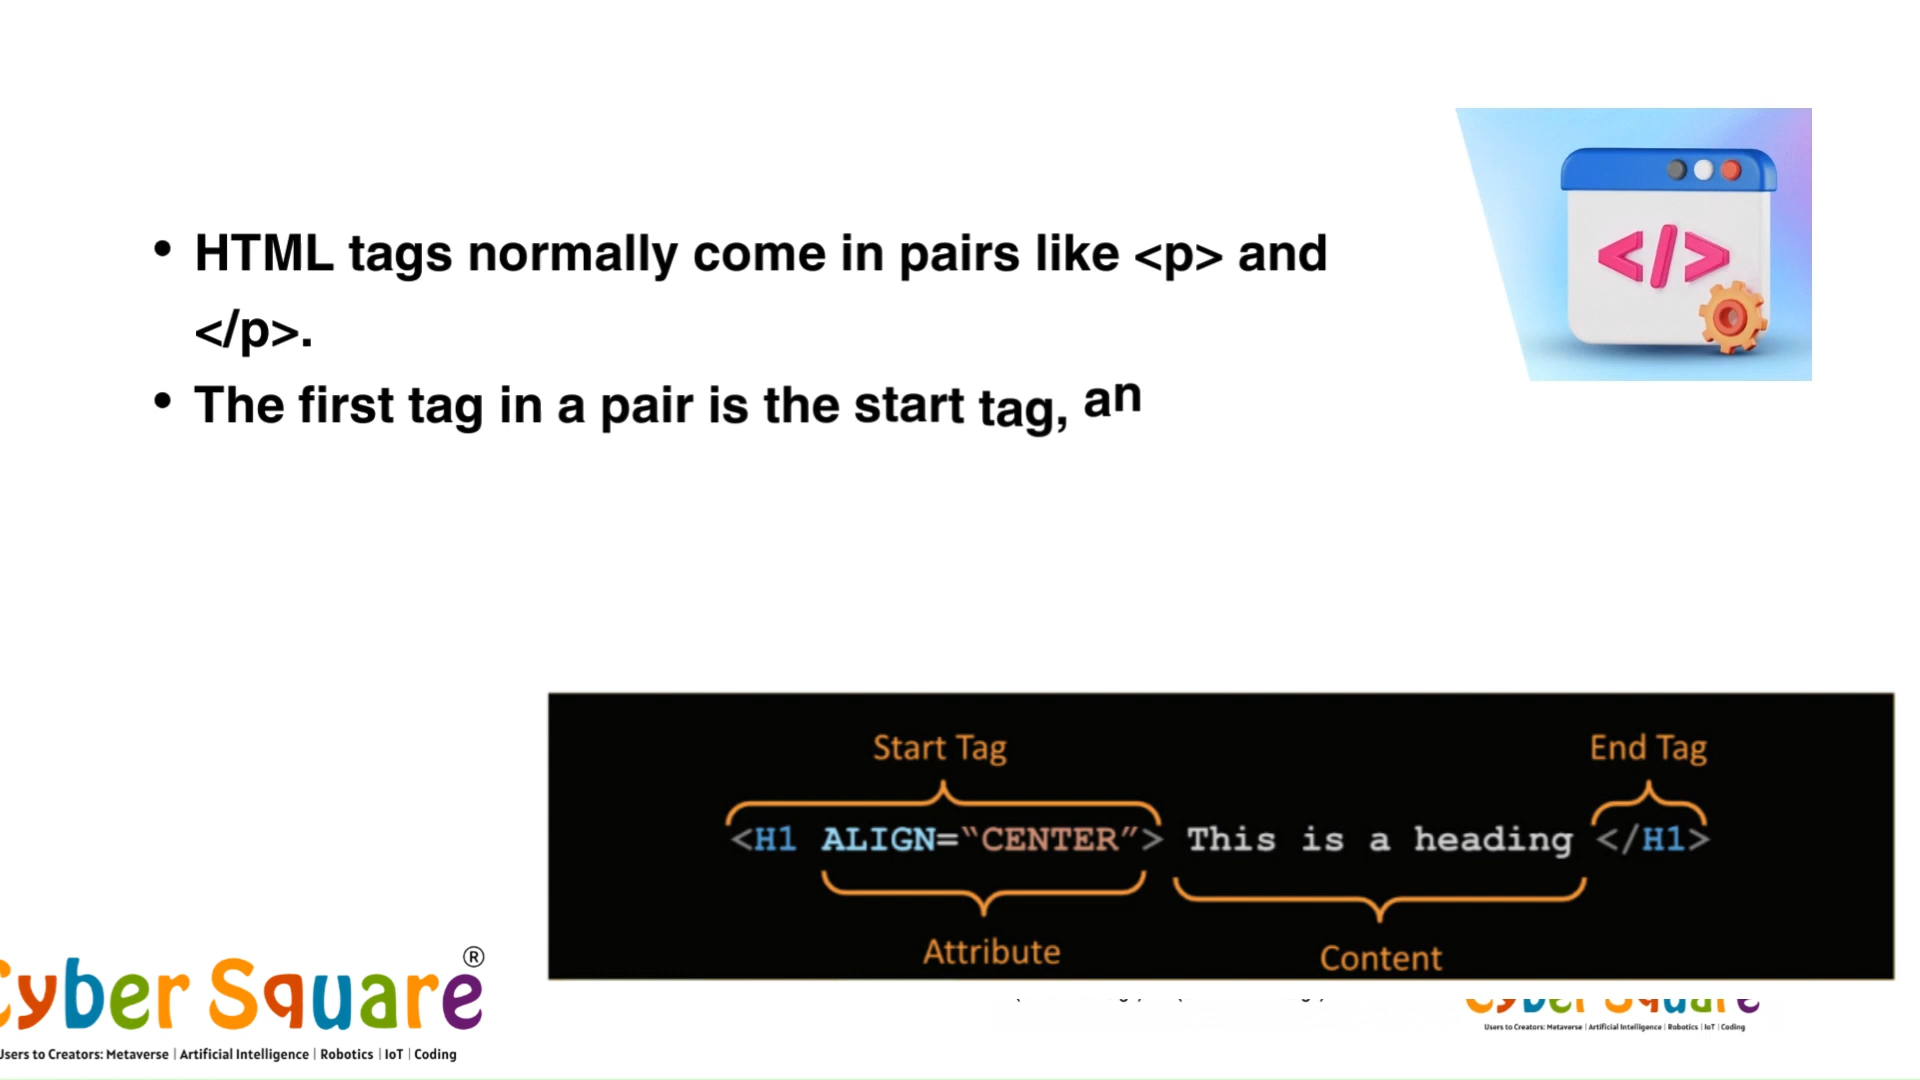 • HTML tags normally come in pairs like <p> and
</p>.
• The first tag in a pair is the start tag, an
</>
Start Tag
End Tag
<H1 ALIGN=“CENTER”> This is a heading </H1>
Attribute
Content
Cyber Square®
Users to Creators: Metaverse | Artificial Intelligence | Robotics | IoT | Coding
Cyber Square
Users to Creators: Metaverse | Artificial Intelligence | Robotics | IoT | Coding